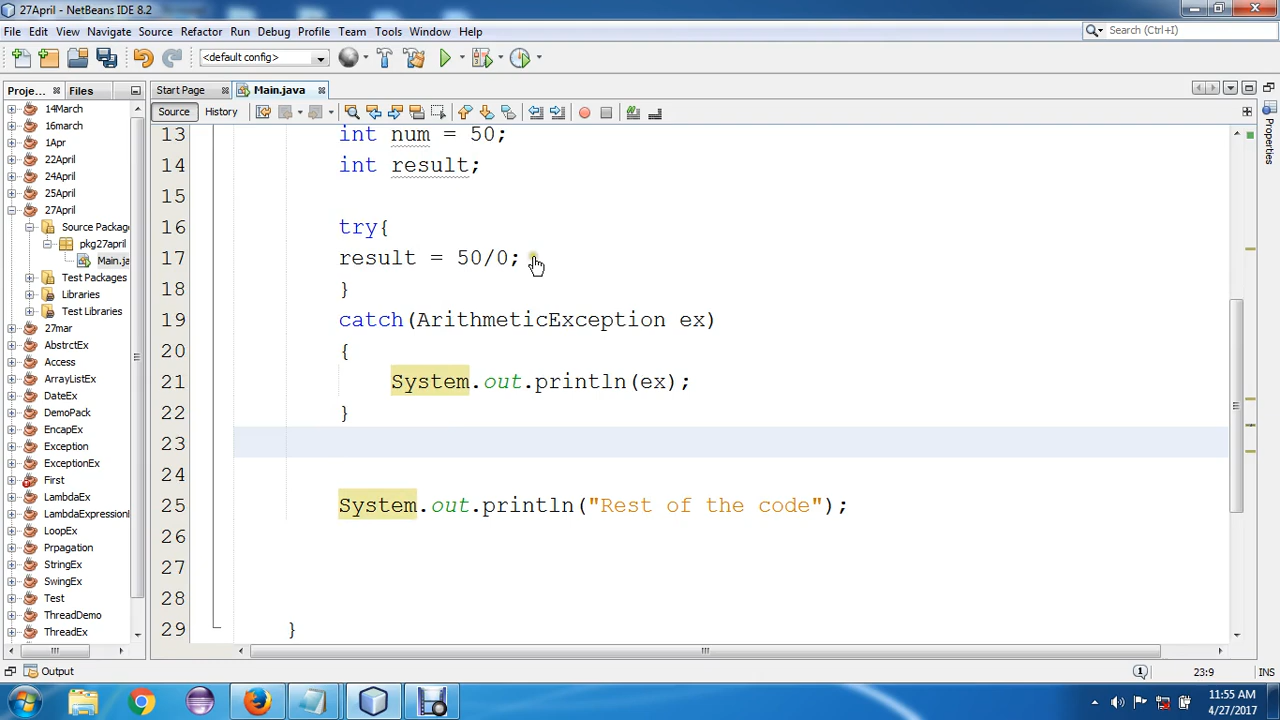 27April - NetBeans IDE 8.2
File Edit View Navigate Source Refactor Run Debug Profile Team Tools Window Help
Search (Ctrl+I)
<default config>
Proje... Files
Start Page Main.java
Source History
14March
16march
1Apr
22April
24April
25April
27April
Source Package
pkg27april
Main.ja
Test Packages
Libraries
Test Libraries
27mar
AbstrctEx
Access
ArrayListEx
DateEx
DemoPack
EncapEx
Exception
ExceptionEx
First
LambdaEx
LambdaExpression
LoopEx
Prpagation
StringEx
SwingEx
Test
ThreadDemo
ThreadEx
13 int num = 50;
14 int result;
15
16 try{
17 result = 50/0;
18 }
19 catch(ArithmeticException ex)
20 {
21 System.out.println(ex);
22 }
23
24
25 System.out.println("Rest of the code");
26
27
28
29 }
Properties
Output
1
23:9
INS
11:55 AM
4/27/2017